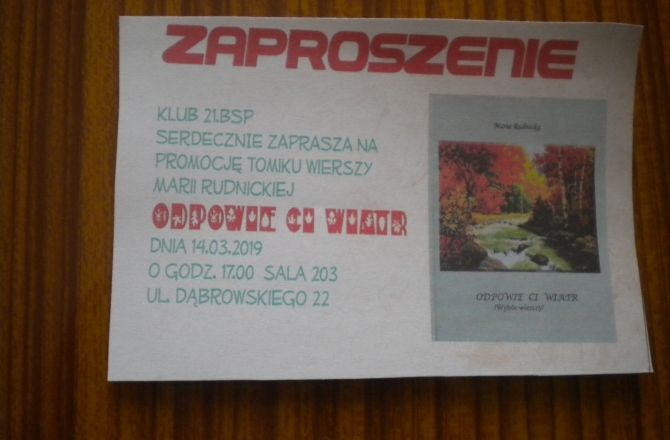 ZAPROSZENIE
KLUB 21.BSP
SERDECZNIE ZAPRASZA NA
PROMOCJĘ TOMIKU WIERSZY
MARII RUDNICKIEJ
ODPOWIE CI WIATR
DNIA 14.03.2019
O GODZ. 17.00 SALA 203
UL. DĄBROWSKIEGO 22
Maria Rudnicka
ODPOWIE CI WIATR
/Wybór wierszy/